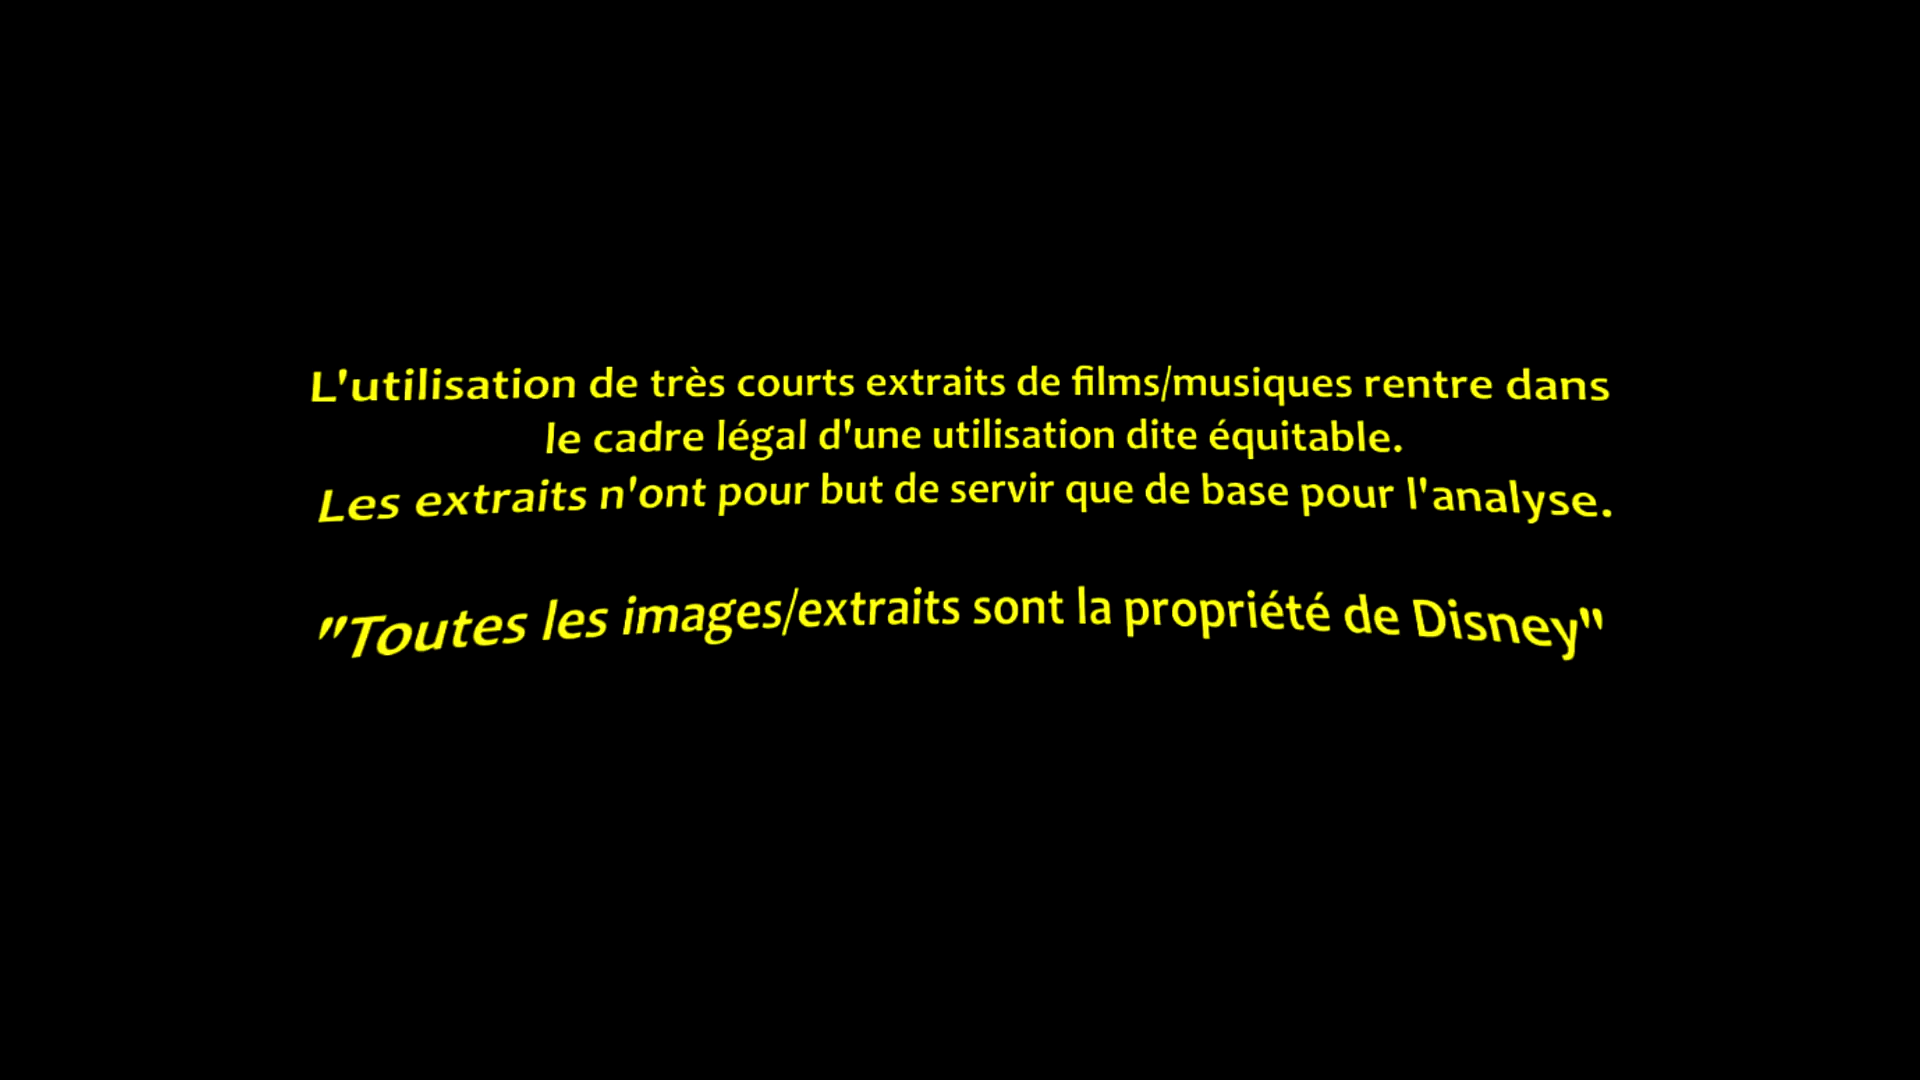 L'utilisation de très courts extraits de films/musiques rentre dans
le cadre légal d'une utilisation dite équitable.
Les extraits n'ont pour but de servir que de base pour l'analyse.
"Toutes les images/extraits sont la propriété de Disney"